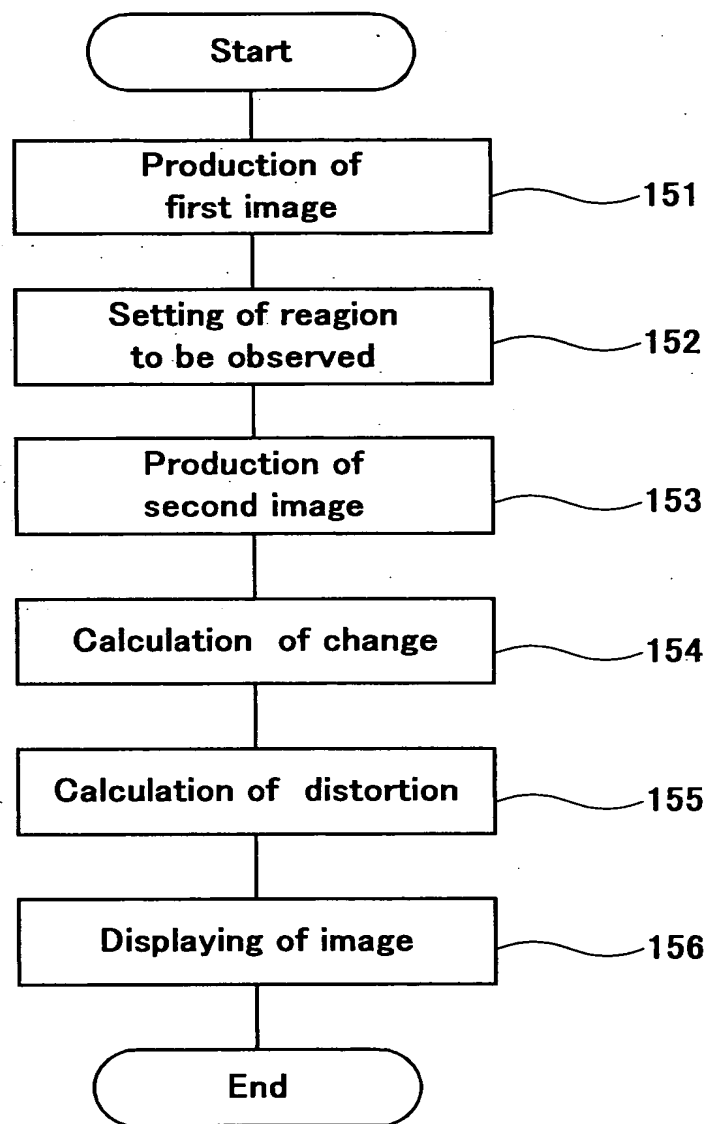 Start
Production of
first image
151
Setting of reagion
to be observed
152
Production of
second image
153
Calculation of change
154
Calculation of distortion
155
Displaying of image
156
End